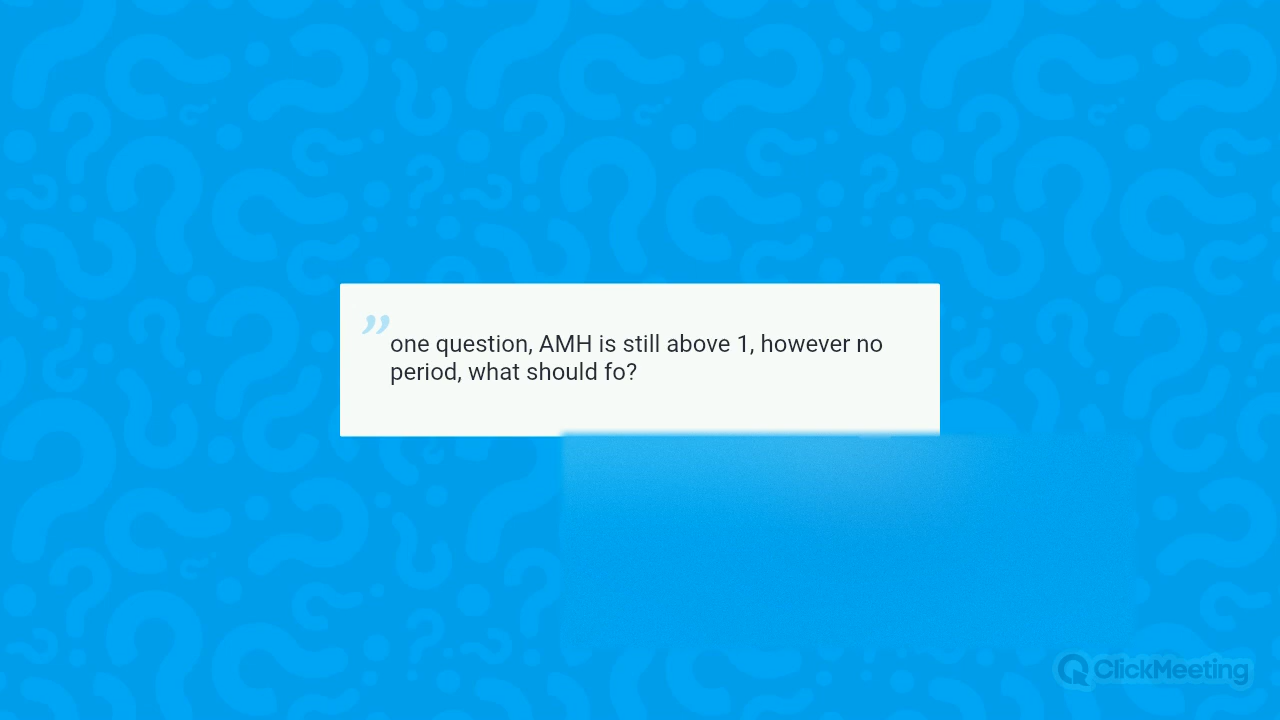 ” one question, AMH is still above 1, however no
period, what should fo?
ClickMeeting